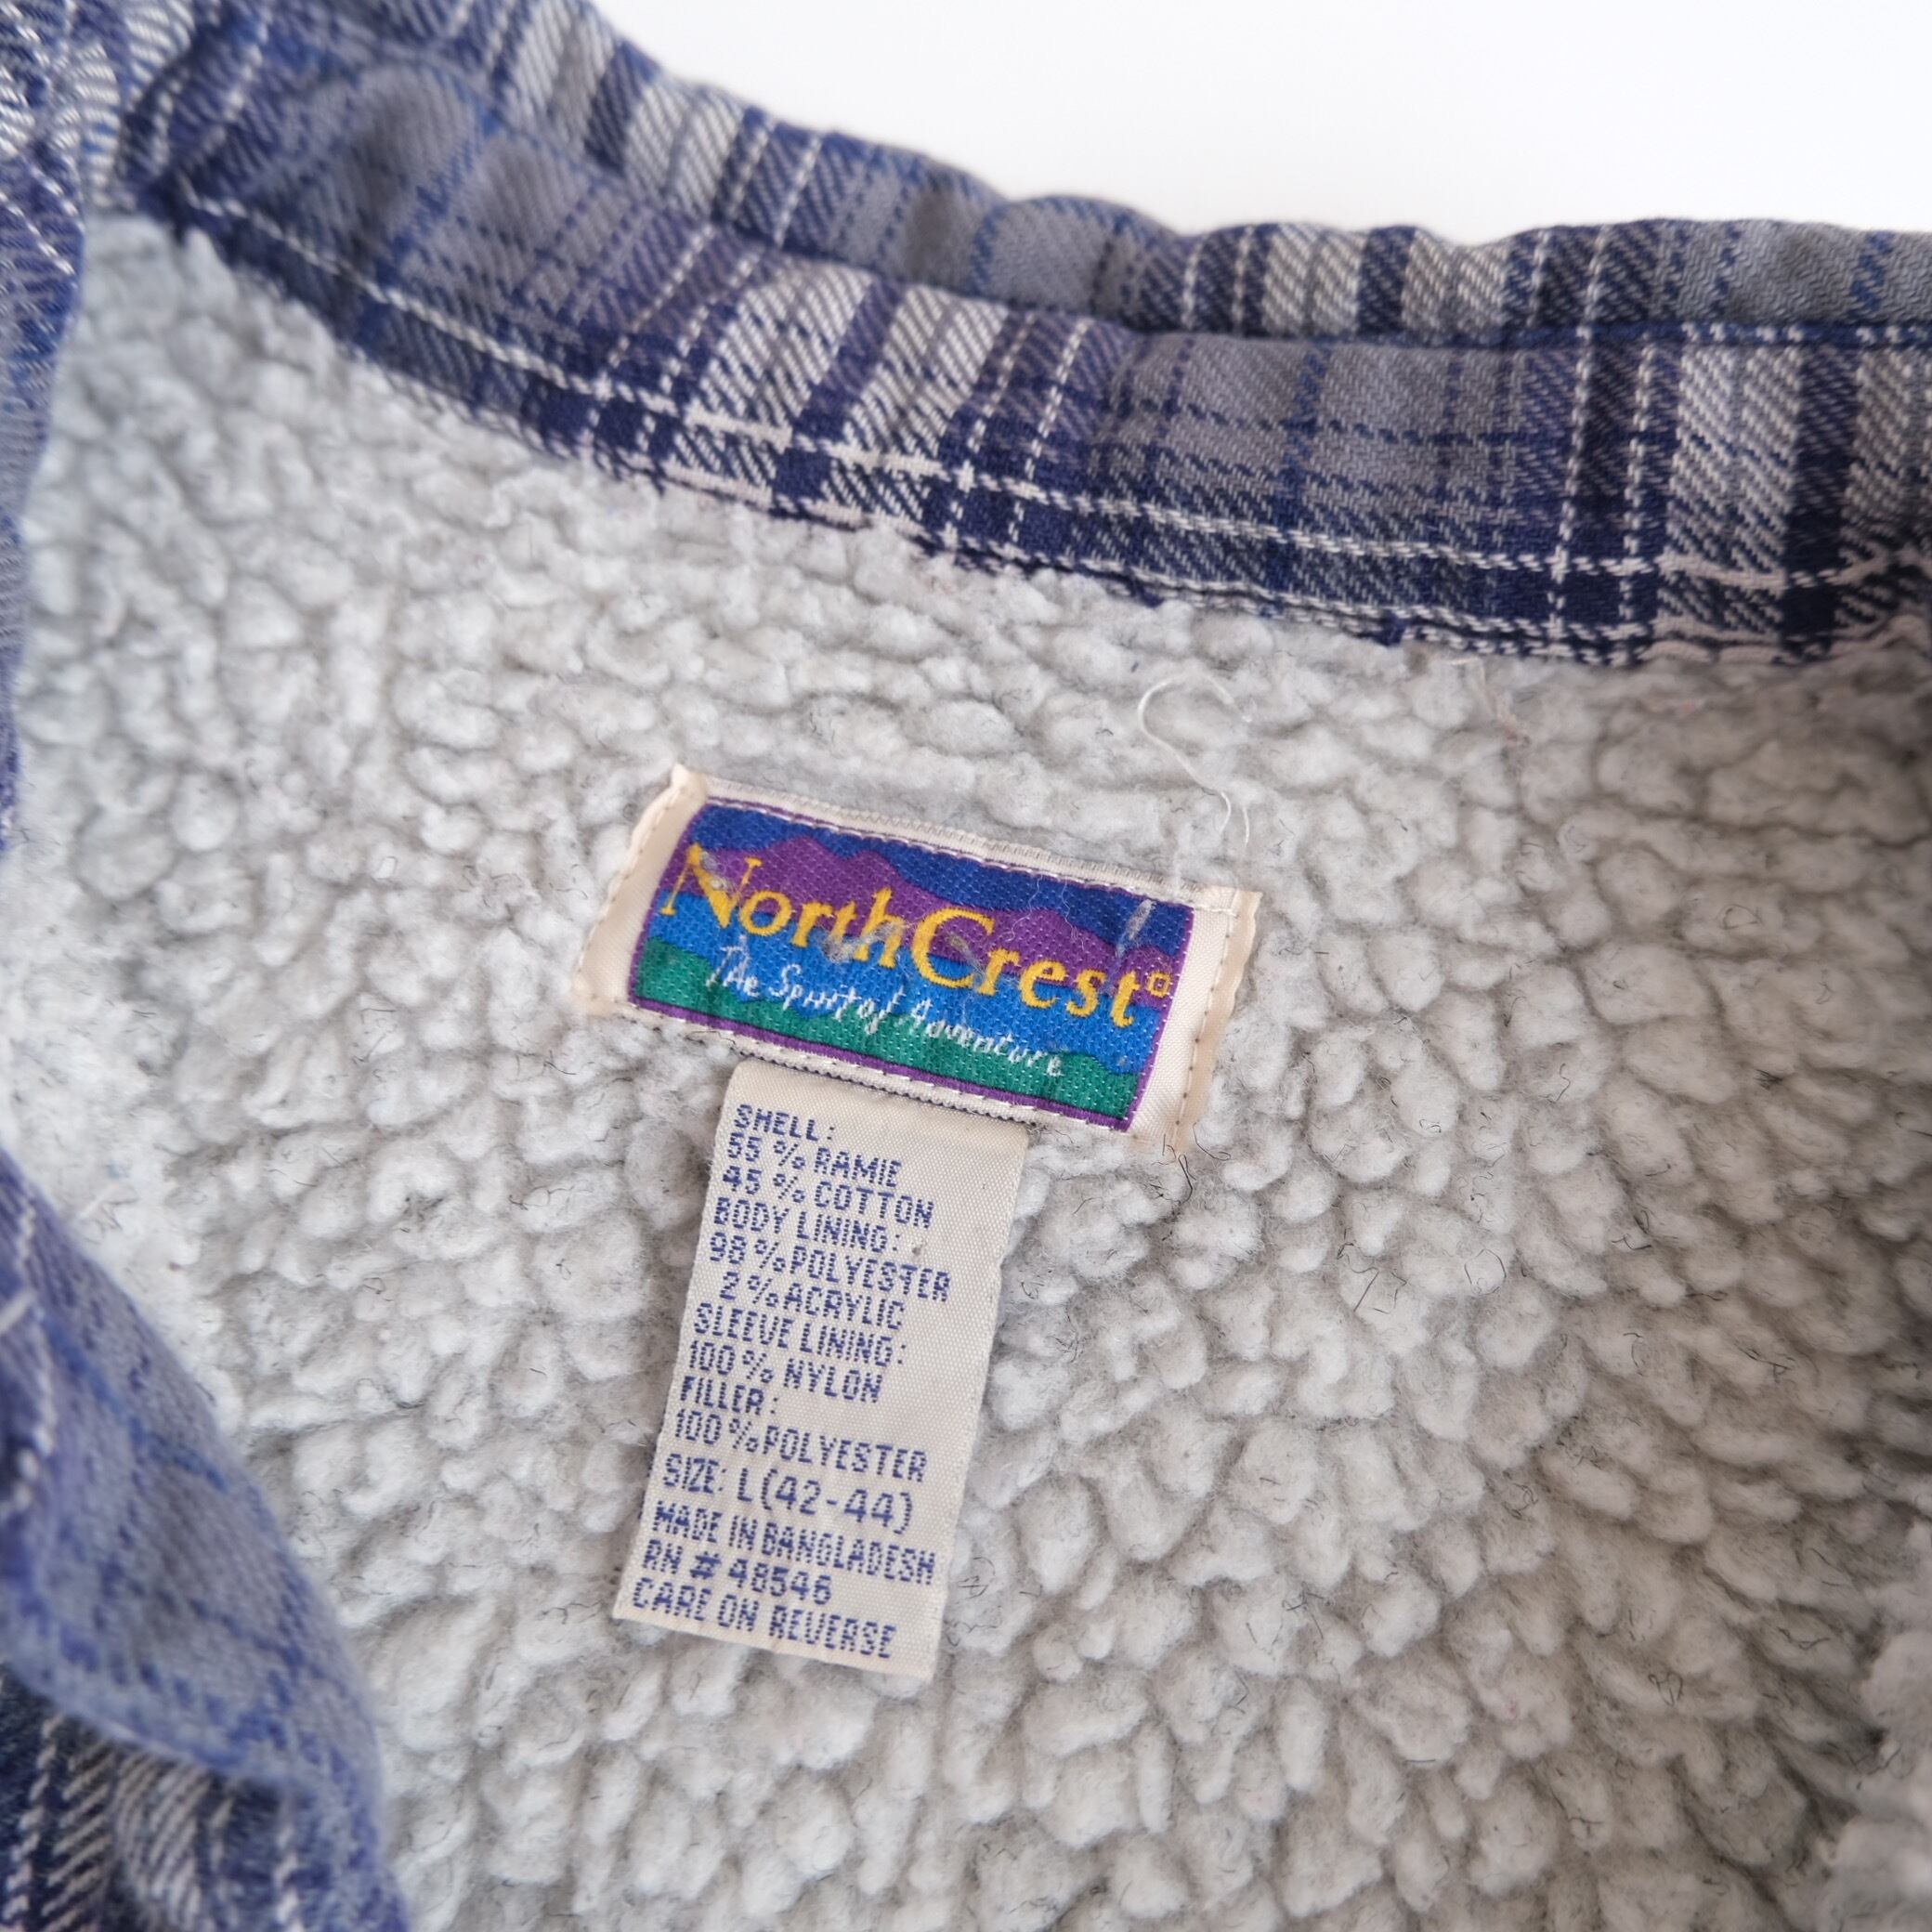 NorthCrest
The Spirit of Adventure
SHELL:
55 % RAMIE
45 % COTTON
BODY LINING:
98 % POLYESTER
2 % ACRYLIC
SLEEVE LINING:
100 % NYLON
FILLER:
100 % POLYESTER
SIZE: L (42-44)
MADE IN BANGLADESH
RN # 48546
CARE ON REVERSE